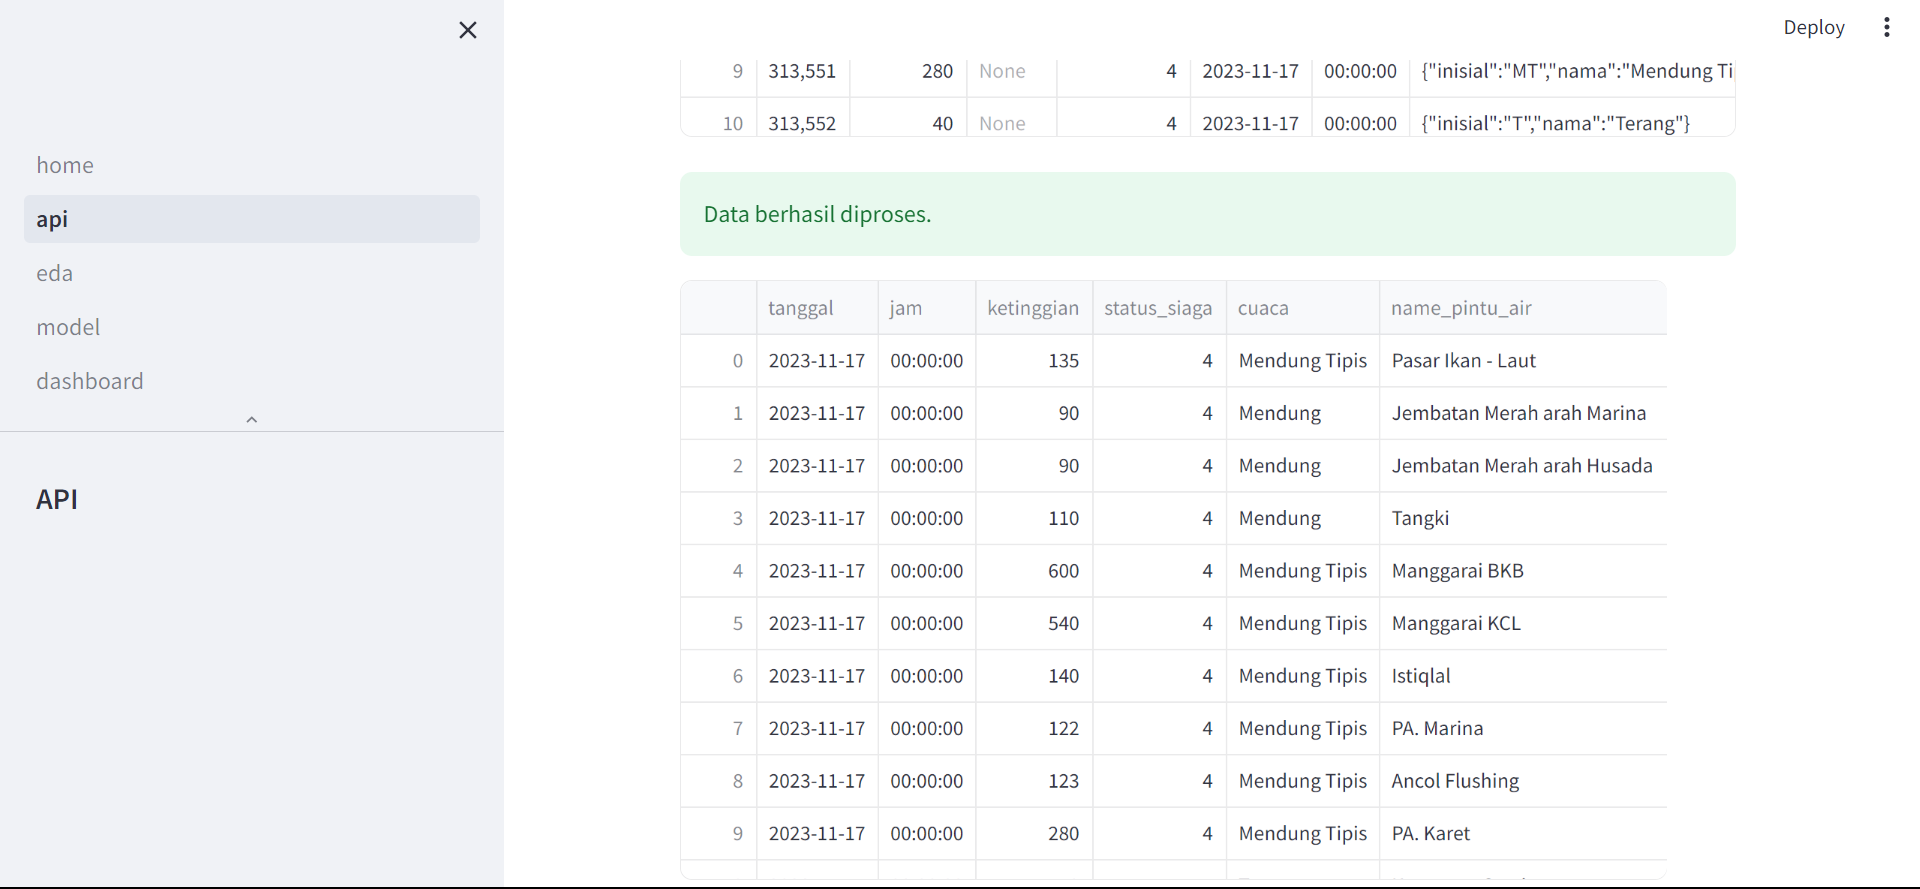 Deploy
home
api
eda
model
dashboard
API
9 313,551 280 None 4 2023-11-17 00:00:00 {"inisial":"MT","nama":"Mendung Ti
10 313,552 40 None 4 2023-11-17 00:00:00 {"inisial":"T","nama":"Terang"}
Data berhasil diproses.
tanggal jam ketinggian status_siaga cuaca name_pintu_air
0 2023-11-17 00:00:00 135 4 Mendung Tipis Pasar Ikan - Laut
1 2023-11-17 00:00:00 90 4 Mendung Jembatan Merah arah Marina
2 2023-11-17 00:00:00 90 4 Mendung Jembatan Merah arah Husada
3 2023-11-17 00:00:00 110 4 Mendung Tangki
4 2023-11-17 00:00:00 600 4 Mendung Tipis Manggarai BKB
5 2023-11-17 00:00:00 540 4 Mendung Tipis Manggarai KCL
6 2023-11-17 00:00:00 140 4 Mendung Tipis Istiqlal
7 2023-11-17 00:00:00 122 4 Mendung Tipis PA. Marina
8 2023-11-17 00:00:00 123 4 Mendung Tipis Ancol Flushing
9 2023-11-17 00:00:00 280 4 Mendung Tipis PA. Karet